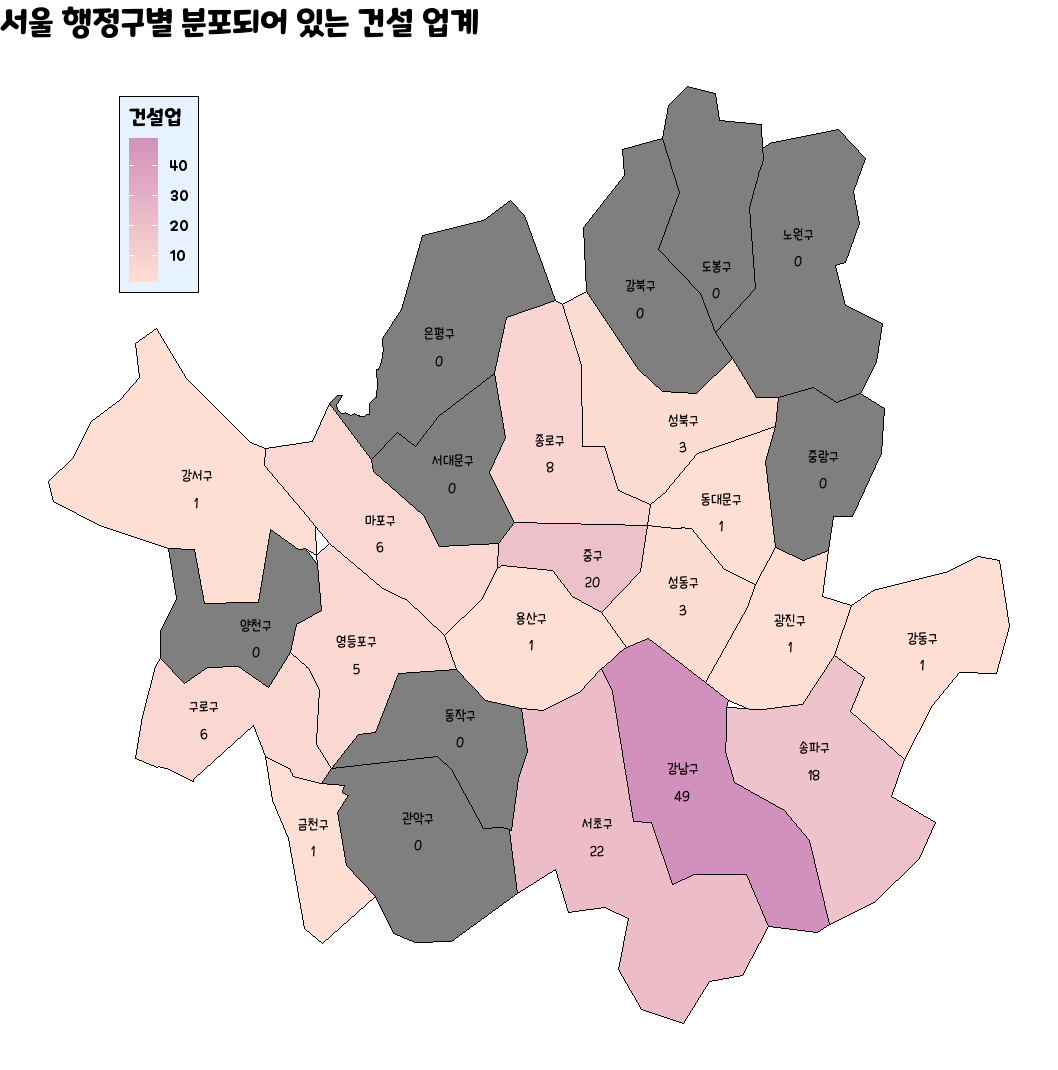 서울 행정구별 분포되어 있는 건설 업계
건설업
40
30
20
10
노원구
0
도봉구
0
강북구
0
은평구
0
성북구
3
종로구
8
중랑구
0
서대문구
0
강서구
1
동대문구
1
마포구
6
중구
20
성동구
3
용산구
1
광진구
1
양천구
0
강동구
1
영등포구
5
구로구
6
동작구
0
송파구
18
강남구
49
관악구
0
금천구
1
서초구
22